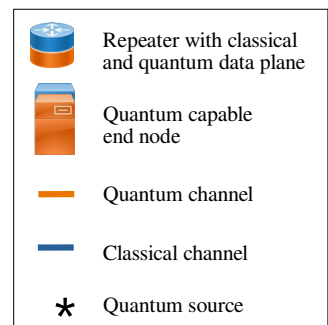 Repeater with classical
and quantum data plane
Quantum capable
end node
Quantum channel
Classical channel
* Quantum source